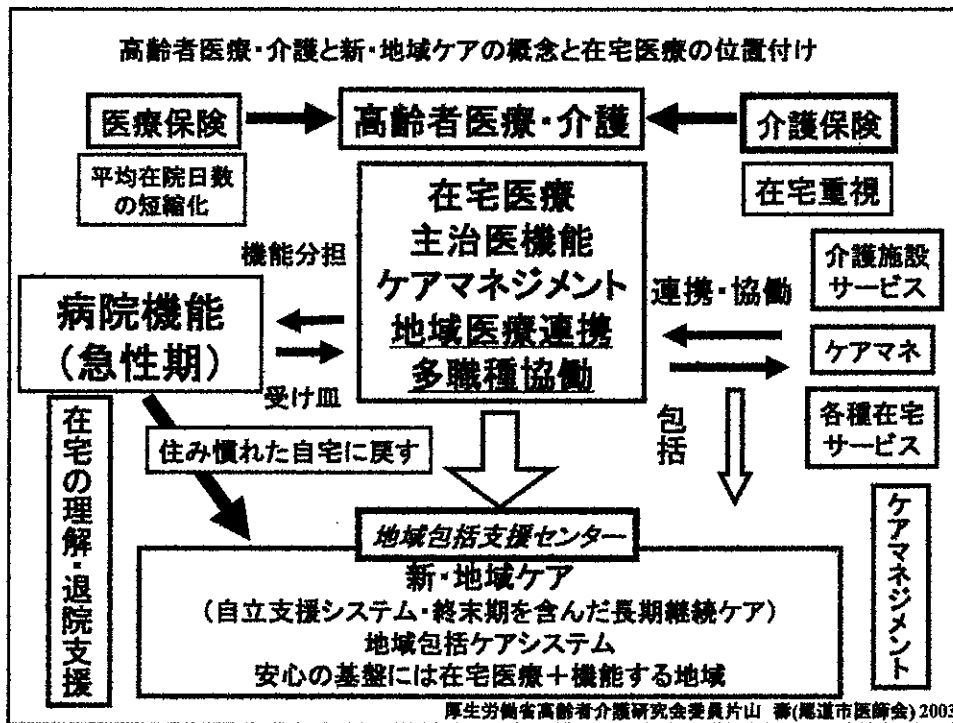 高齢者医療・介護と新・地域ケアの概念と在宅医療の位置付け
医療保険
高齢者医療・介護
介護保険
平均在院日数
の短縮化
在宅医療
主治医機能
ケアマネジメント
地域医療連携
多職種協働
在宅重視
機能分担
病院機能
（急性期）
受け皿
連携・協働
介護施設
サービス
ケアマネ
各種在宅
サービス
包括
住み慣れた自宅に戻す
在宅の理解・退院支援
ケアマネジメント
地域包括支援センター
新・地域ケア
（自立支援システム・終末期を含んだ長期継続ケア）
地域包括ケアシステム
安心の基盤には在宅医療＋機能する地域
厚生労働省高齢者介護研究会委員片山　壽(尾道市医師会) 2003